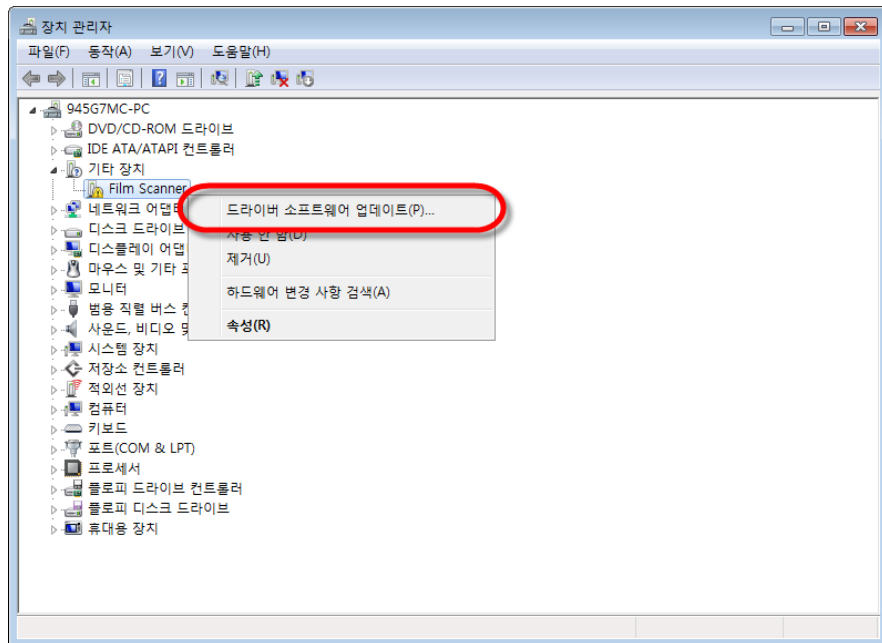 장치 관리자
파일(F) 동작(A) 보기(V) 도움말(H)
945G7MC-PC
DVD/CD-ROM 드라이브
IDE ATA/ATAPI 컨트롤러
기타 장치
Film Scanner
네트워크 어댑
디스크 드라이브
디스플레이 어댑
마우스 및 기타
모니터
범용 직렬 버스
사운드, 비디오 및
시스템 장치
저장소 컨트롤러
적외선 장치
컴퓨터
키보드
포트(COM & LPT)
프로세서
플로피 드라이브 컨트롤러
플로피 디스크 드라이브
휴대용 장치
드라이버 소프트웨어 업데이트(P)...
사용 안 함(D)
제거(U)
하드웨어 변경 사항 검색(A)
속성(R)